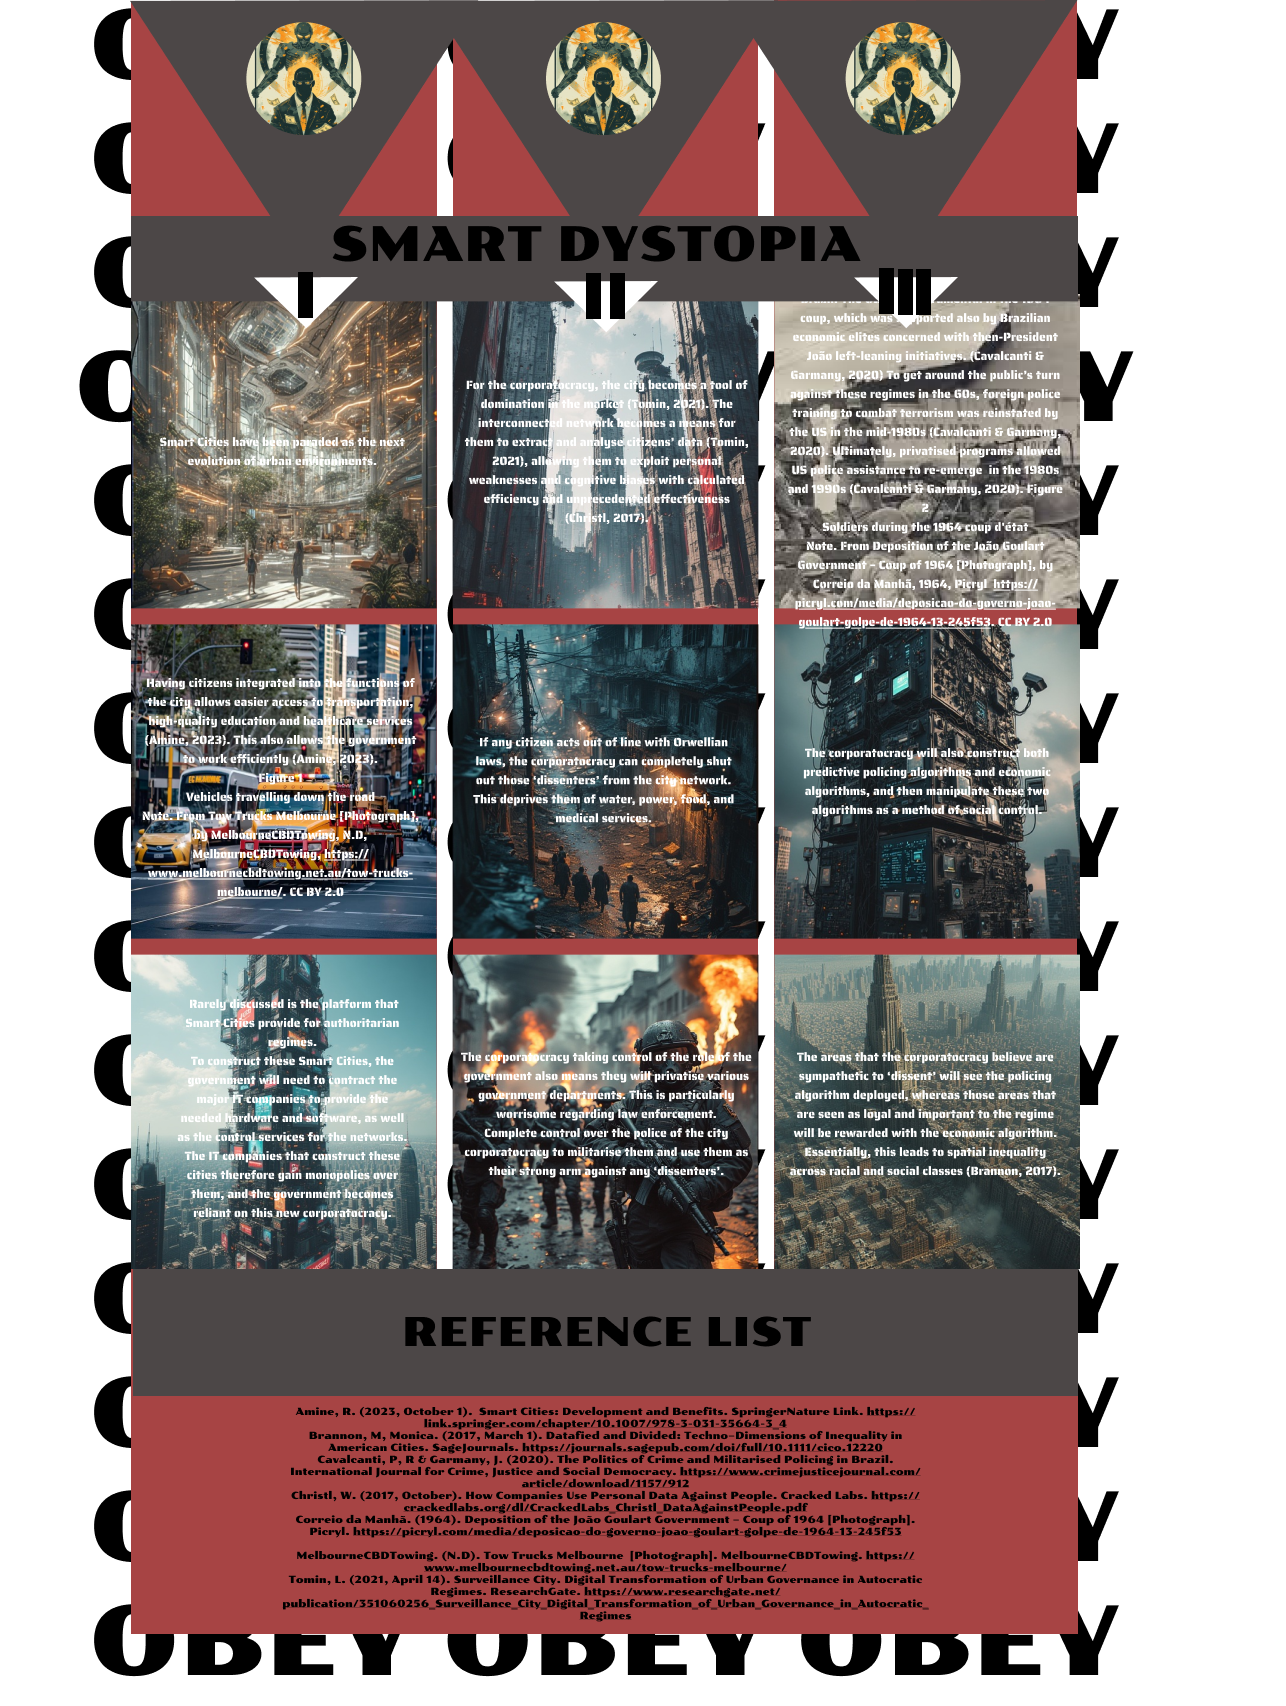 SMART DYSTOPIA
I
Smart Cities have been paraded as the next
evolution of urban environments.
Having citizens integrated into the functions of
the city allows easier access to transportation,
high-quality education and healthcare services
(Amine, 2023). This also allows the government
to work efficiently (Amine, 2023).
Figure 1
Vehicles travelling down the road
Note. From Tow Trucks Melbourne [Photograph],
by MelbourneCBDTowing, N.D,
MelbourneCBDTowing, https://
www.melbournecbdtowing.net.au/tow-trucks-
melbourne/. CC BY 2.0
Rarely discussed is the platform that
Smart Cities provide for authoritarian
regimes.
To construct these Smart Cities, the
government will need to contract the
major IT companies to provide the
needed hardware and software, as well
as the control services for the networks.
The IT companies that construct these
cities therefore gain monopolies over
them, and the government becomes
reliant on this new corporatocracy.
II
For the corporatocracy, the city becomes a tool of
domination in the market (Tomin, 2021). The
interconnected network becomes a means for
them to extract and analyse citizens’ data (Tomin,
2021), allowing them to exploit personal
weaknesses and cognitive biases with calculated
efficiency and unprecedented effectiveness
(Christl, 2017).
If any citizen acts out of line with Orwellian
laws, the corporatocracy can completely shut
out those ‘dissenters’ from the city network.
This deprives them of water, power, food, and
medical services.
The corporatocracy taking control of the role of the
government also means they will privatise various
government departments. This is particularly
worrisome regarding law enforcement.
Complete control over the police of the city
corporatocracy to militarise them and use them as
their strong arm against any ‘dissenters’.
III
coup, which was supported also by Brazilian
economic elites concerned with then-President
João left-leaning initiatives. (Cavalcanti &
Garmany, 2020) To get around the public’s turn
against these regimes in the 60s, foreign police
training to combat terrorism was reinstated by
the US in the mid-1980s (Cavalcanti & Garmany,
2020). Ultimately, privatised programs allowed
US police assistance to re-emerge in the 1980s
and 1990s (Cavalcanti & Garmany, 2020). Figure
2
Soldiers during the 1964 coup d’état
Note. From Deposition of the João Goulart
Government – Coup of 1964 [Photograph], by
Correio da Manhã, 1964, Picryl https://
picryl.com/media/deposicao-do-governo-joao-
goulart-golpe-de-1964-13-245f53. CC BY 2.0
The corporatocracy will also construct both
predictive policing algorithms and economic
algorithms, and then manipulate these two
algorithms as a method of social control.
The areas that the corporatocracy believe are
sympathetic to ‘dissent’ will see the policing
algorithm deployed, whereas those areas that
are seen as loyal and important to the regime
will be rewarded with the economic algorithm.
Essentially, this leads to spatial inequality
across racial and social classes (Brannon, 2017).
REFERENCE LIST
Amine, R. (2023, October 1). Smart Cities: Development and Benefits. SpringerNature Link. https://
link.springer.com/chapter/10.1007/978-3-031-35664-3_4
Brannon, M, Monica. (2017, March 1). Datafied and Divided: Techno-Dimensions of Inequality in
American Cities. SageJournals. https://journals.sagepub.com/doi/full/10.1111/cico.12220
Cavalcanti, P, R & Garmany, J. (2020). The Politics of Crime and Militarised Policing in Brazil.
International Journal for Crime, Justice and Social Democracy. https://www.crimejusticejournal.com/
article/download/1157/912
Christl, W. (2017, October). How Companies Use Personal Data Against People. Cracked Labs. https://
crackedlabs.org/dl/CrackedLabs_Christl_DataAgainstPeople.pdf
Correio da Manhã. (1964). Deposition of the João Goulart Government – Coup of 1964 [Photograph].
Picryl. https://picryl.com/media/deposicao-do-governo-joao-goulart-golpe-de-1964-13-245f53
MelbourneCBDTowing. (N.D). Tow Trucks Melbourne [Photograph]. MelbourneCBDTowing. https://
www.melbournecbdtowing.net.au/tow-trucks-melbourne/
Tomin, L. (2021, April 14). Surveillance City. Digital Transformation of Urban Governance in Autocratic
Regimes. ResearchGate. https://www.researchgate.net/
publication/351060256_Surveillance_City_Digital_Transformation_of_Urban_Governance_in_Autocratic_
Regimes
OBEY OBEY OBEY